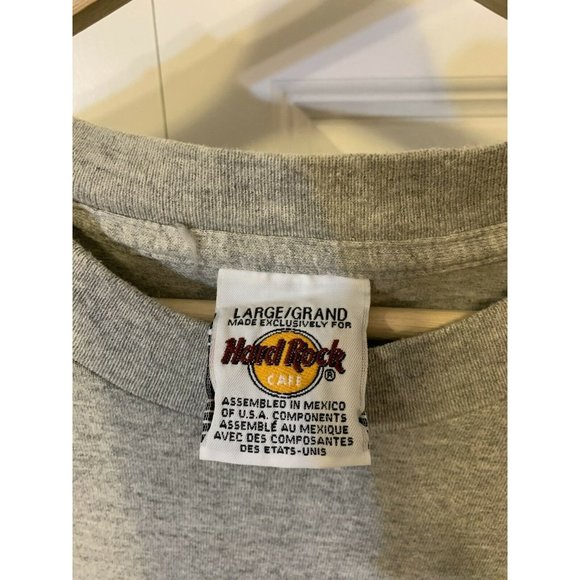 LARGE/GRAND
MADE EXCLUSIVELY FOR
Hard Rock
CAFE ®
ASSEMBLED IN MEXICO
OF U.S.A. COMPONENTS
ASSEMBLÉ AU MEXIQUE
AVEC DES COMPOSANTES
DES ETATS-UNIS